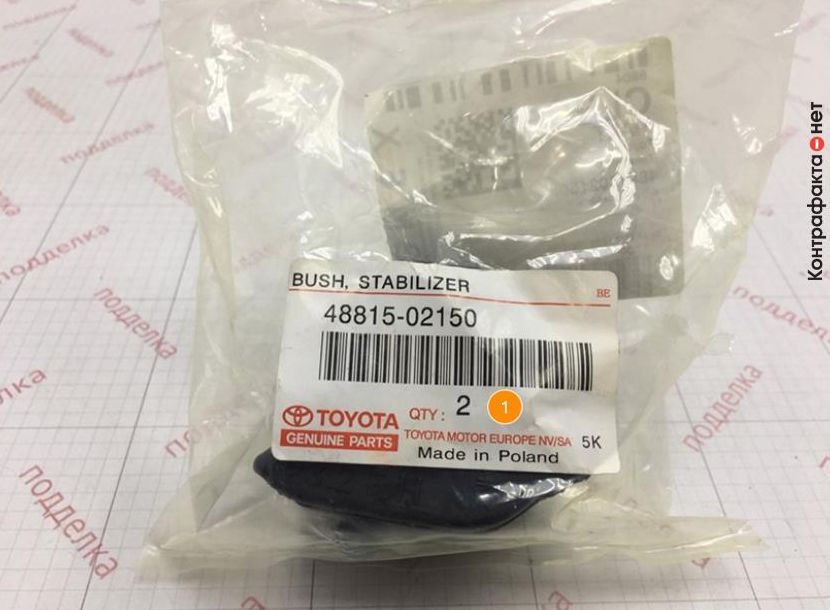 BUSH, STABILIZER
BE
48815-02150
TOYOTA
GENUINE PARTS
QTY: 2
1
TOYOTA MOTOR EUROPE NV/SA 5K
Made in Poland
Контрафакта нет
подделка
подделка
подделка
подделка
подделка
подделка
подделка